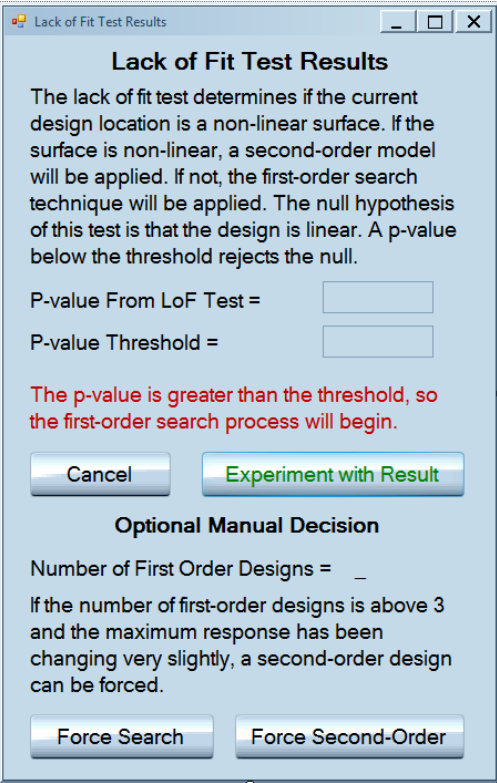 Lack of Fit Test Results
Lack of Fit Test Results
The lack of fit test determines if the current
design location is a non-linear surface. If the
surface is non-linear, a second-order model
will be applied. If not, the first-order search
technique will be applied. The null hypothesis
of this test is that the design is linear. A p-value
below the threshold rejects the null.
P-value From LoF Test =
P-value Threshold =
The p-value is greater than the threshold, so
the first-order search process will begin.
Cancel Experiment with Result
Optional Manual Decision
Number of First Order Designs = _
If the number of first-order designs is above 3
and the maximum response has been
changing very slightly, a second-order design
can be forced.
Force Search Force Second-Order